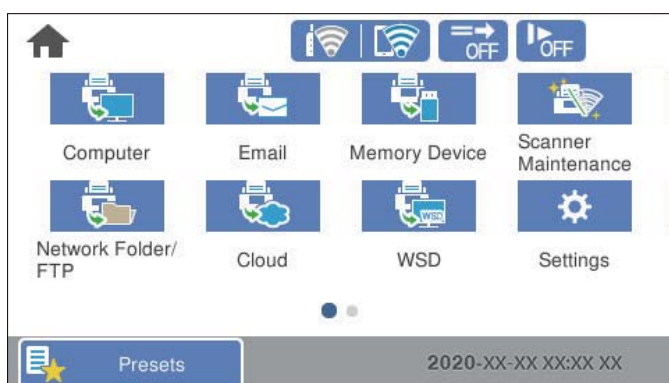 OFF
OFF
Computer
Email
Memory Device
Scanner
Maintenance
WSD
Network Folder/
FTP
Cloud
WSD
Settings
Presets
2020-XX-XX XX:XX XX